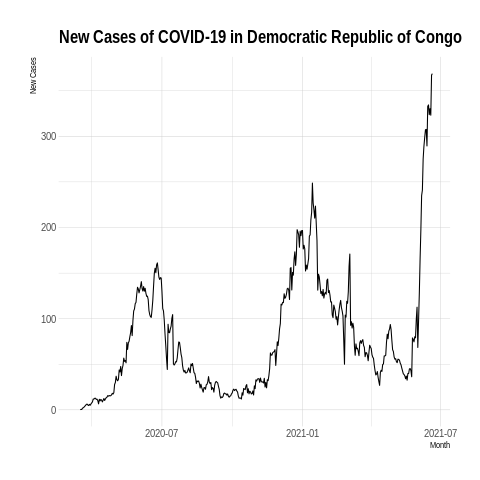 New Cases of COVID-19 in Democratic Republic of Congo
New Cases
300
200
100
0
2020-07
2021-01
2021-07
Month